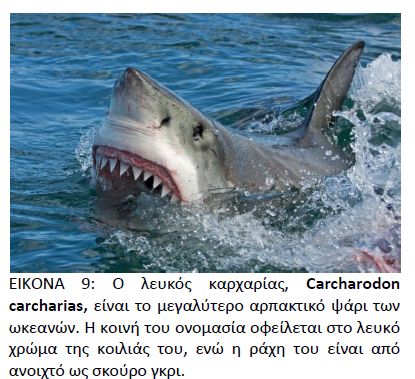 ΕΙΚΟΝΑ 9: Ο λευκός καρχαρίας, Carcharodon
carcharias, είναι το μεγαλύτερο αρπακτικό ψάρι των
ωκεανών. Η κοινή του ονομασία οφείλεται στο λευκό
χρώμα της κοιλιάς του, ενώ η ράχη του είναι από
ανοιχτό ως σκούρο γκρι.